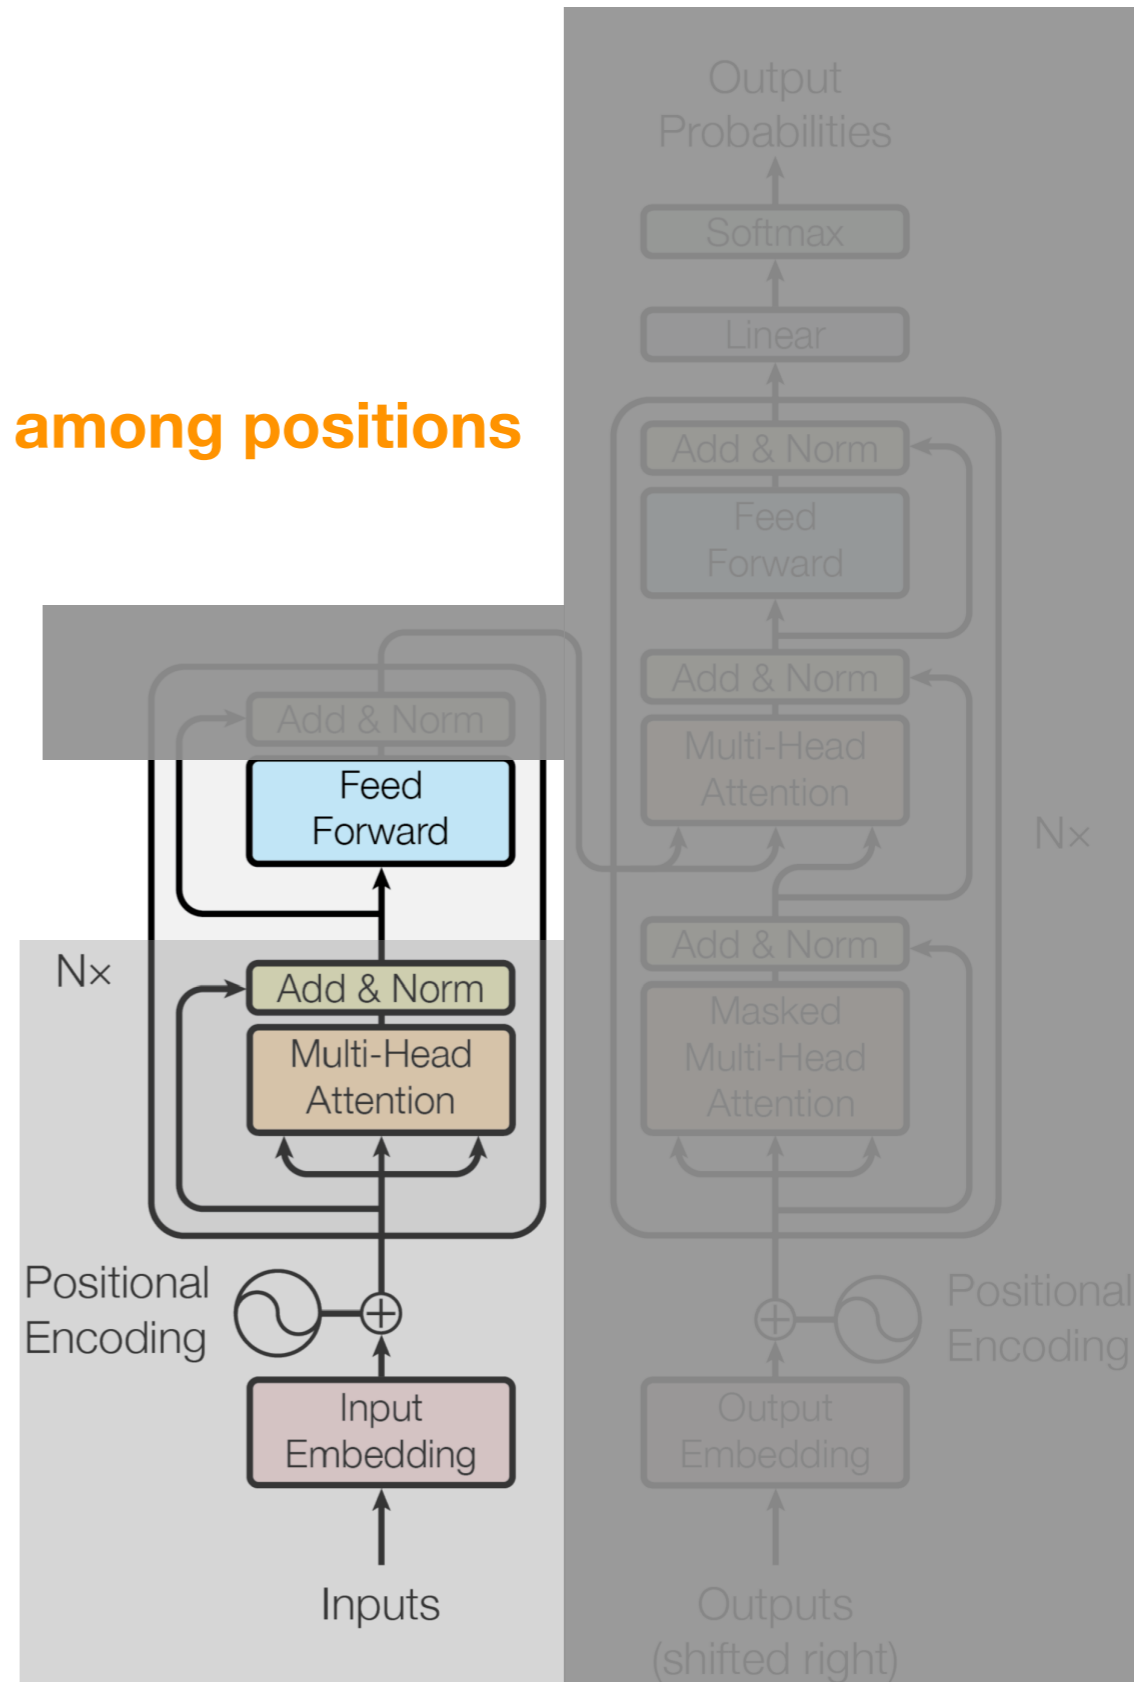 among positions
Output
Probabilities
Softmax
Linear
Add & Norm
Feed
Forward
Add & Norm
Multi-Head
Attention
Nx
Add & Norm
Masked
Multi-Head
Attention
Positional
Encoding
Output
Embedding
Outputs
(shifted right)
Add & Norm
Feed
Forward
N×
Add & Norm
Multi-Head
Attention
Positional
Encoding
Input
Embedding
Inputs